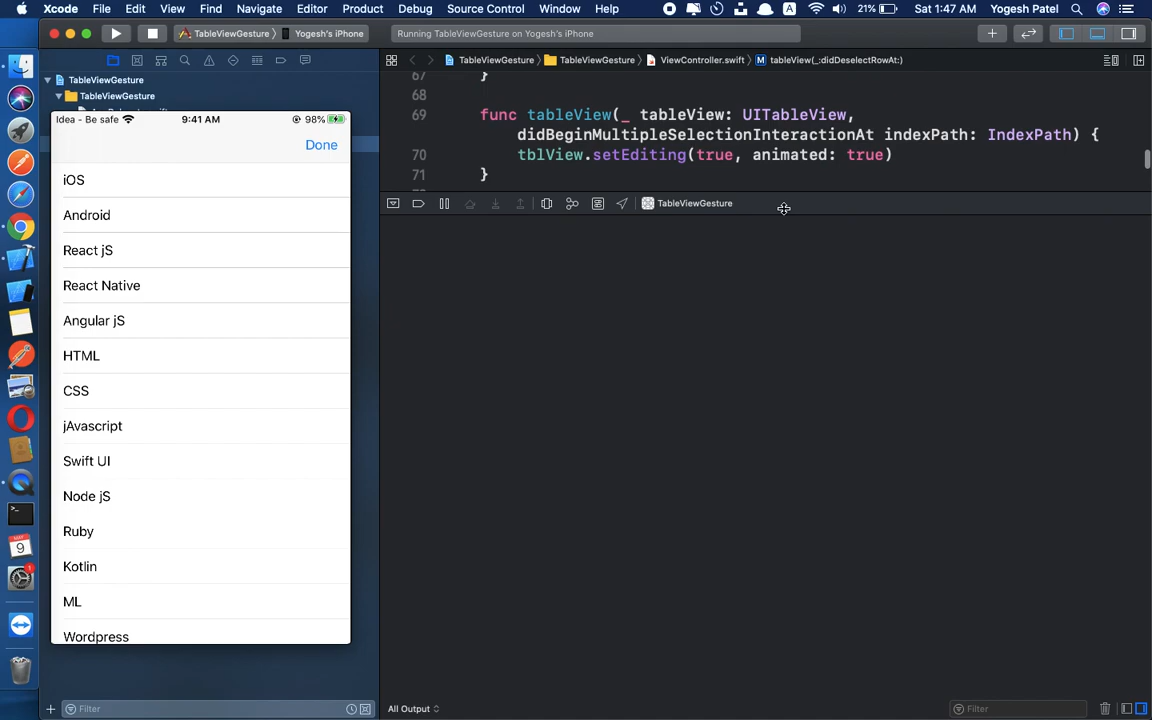 Xcode File Edit View Find Navigate Editor Product Debug Source Control Window Help A 21% Sat 1:47 AM Yogesh Patel
TableViewGesture Yogesh's iPhone Running TableViewGesture on Yogesh's iPhone
TableViewGesture TableViewGesture ViewController.swift M tableView(_:didDeselectRowAt:)
TableViewGesture
TableViewGesture
67 }
68
69 func tableView(_ tableView: UITableView,
didBeginMultipleSelectionInteractionAt indexPath: IndexPath) {
70 tblView.setEditing(true, animated: true)
71 }
TableViewGesture
Idea - Be safe 9:41 AM 98%
Done
iOS
Android
React jS
React Native
Angular jS
HTML
CSS
jAvascript
Swift UI
Node jS
Ruby
Kotlin
ML
Wordpress
MAY
9
1
Filter All Output Filter